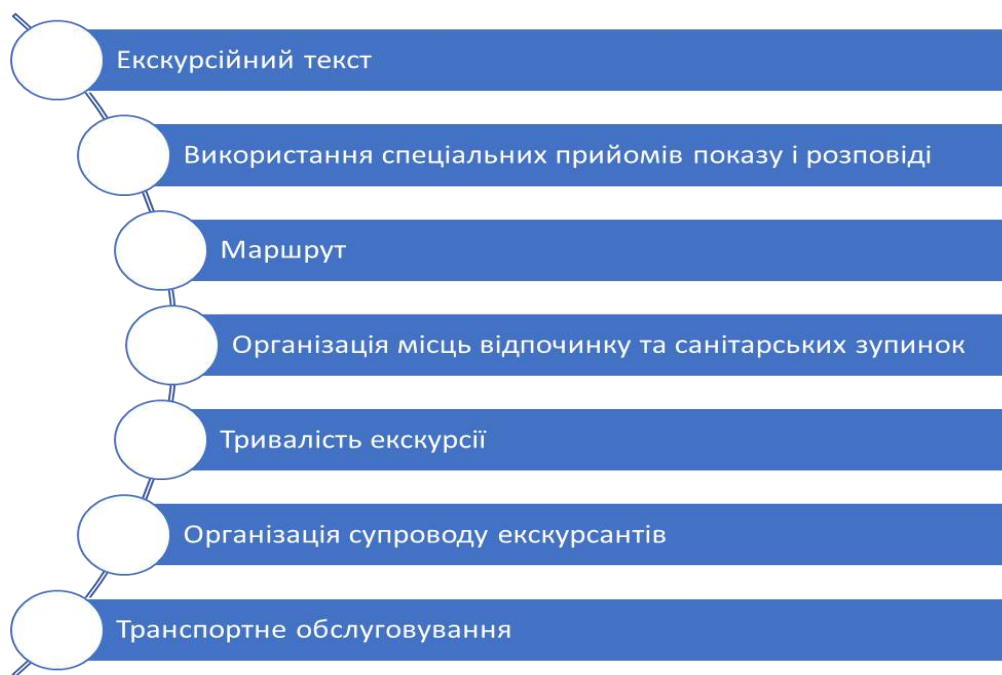 Екскурсійний текст
Використання спеціальних прийомів показу і розповіді
Маршрут
Організація місць відпочинку та санітарських зупинок
Тривалість екскурсії
Організація супроводу екскурсантів
Транспортне обслуговування